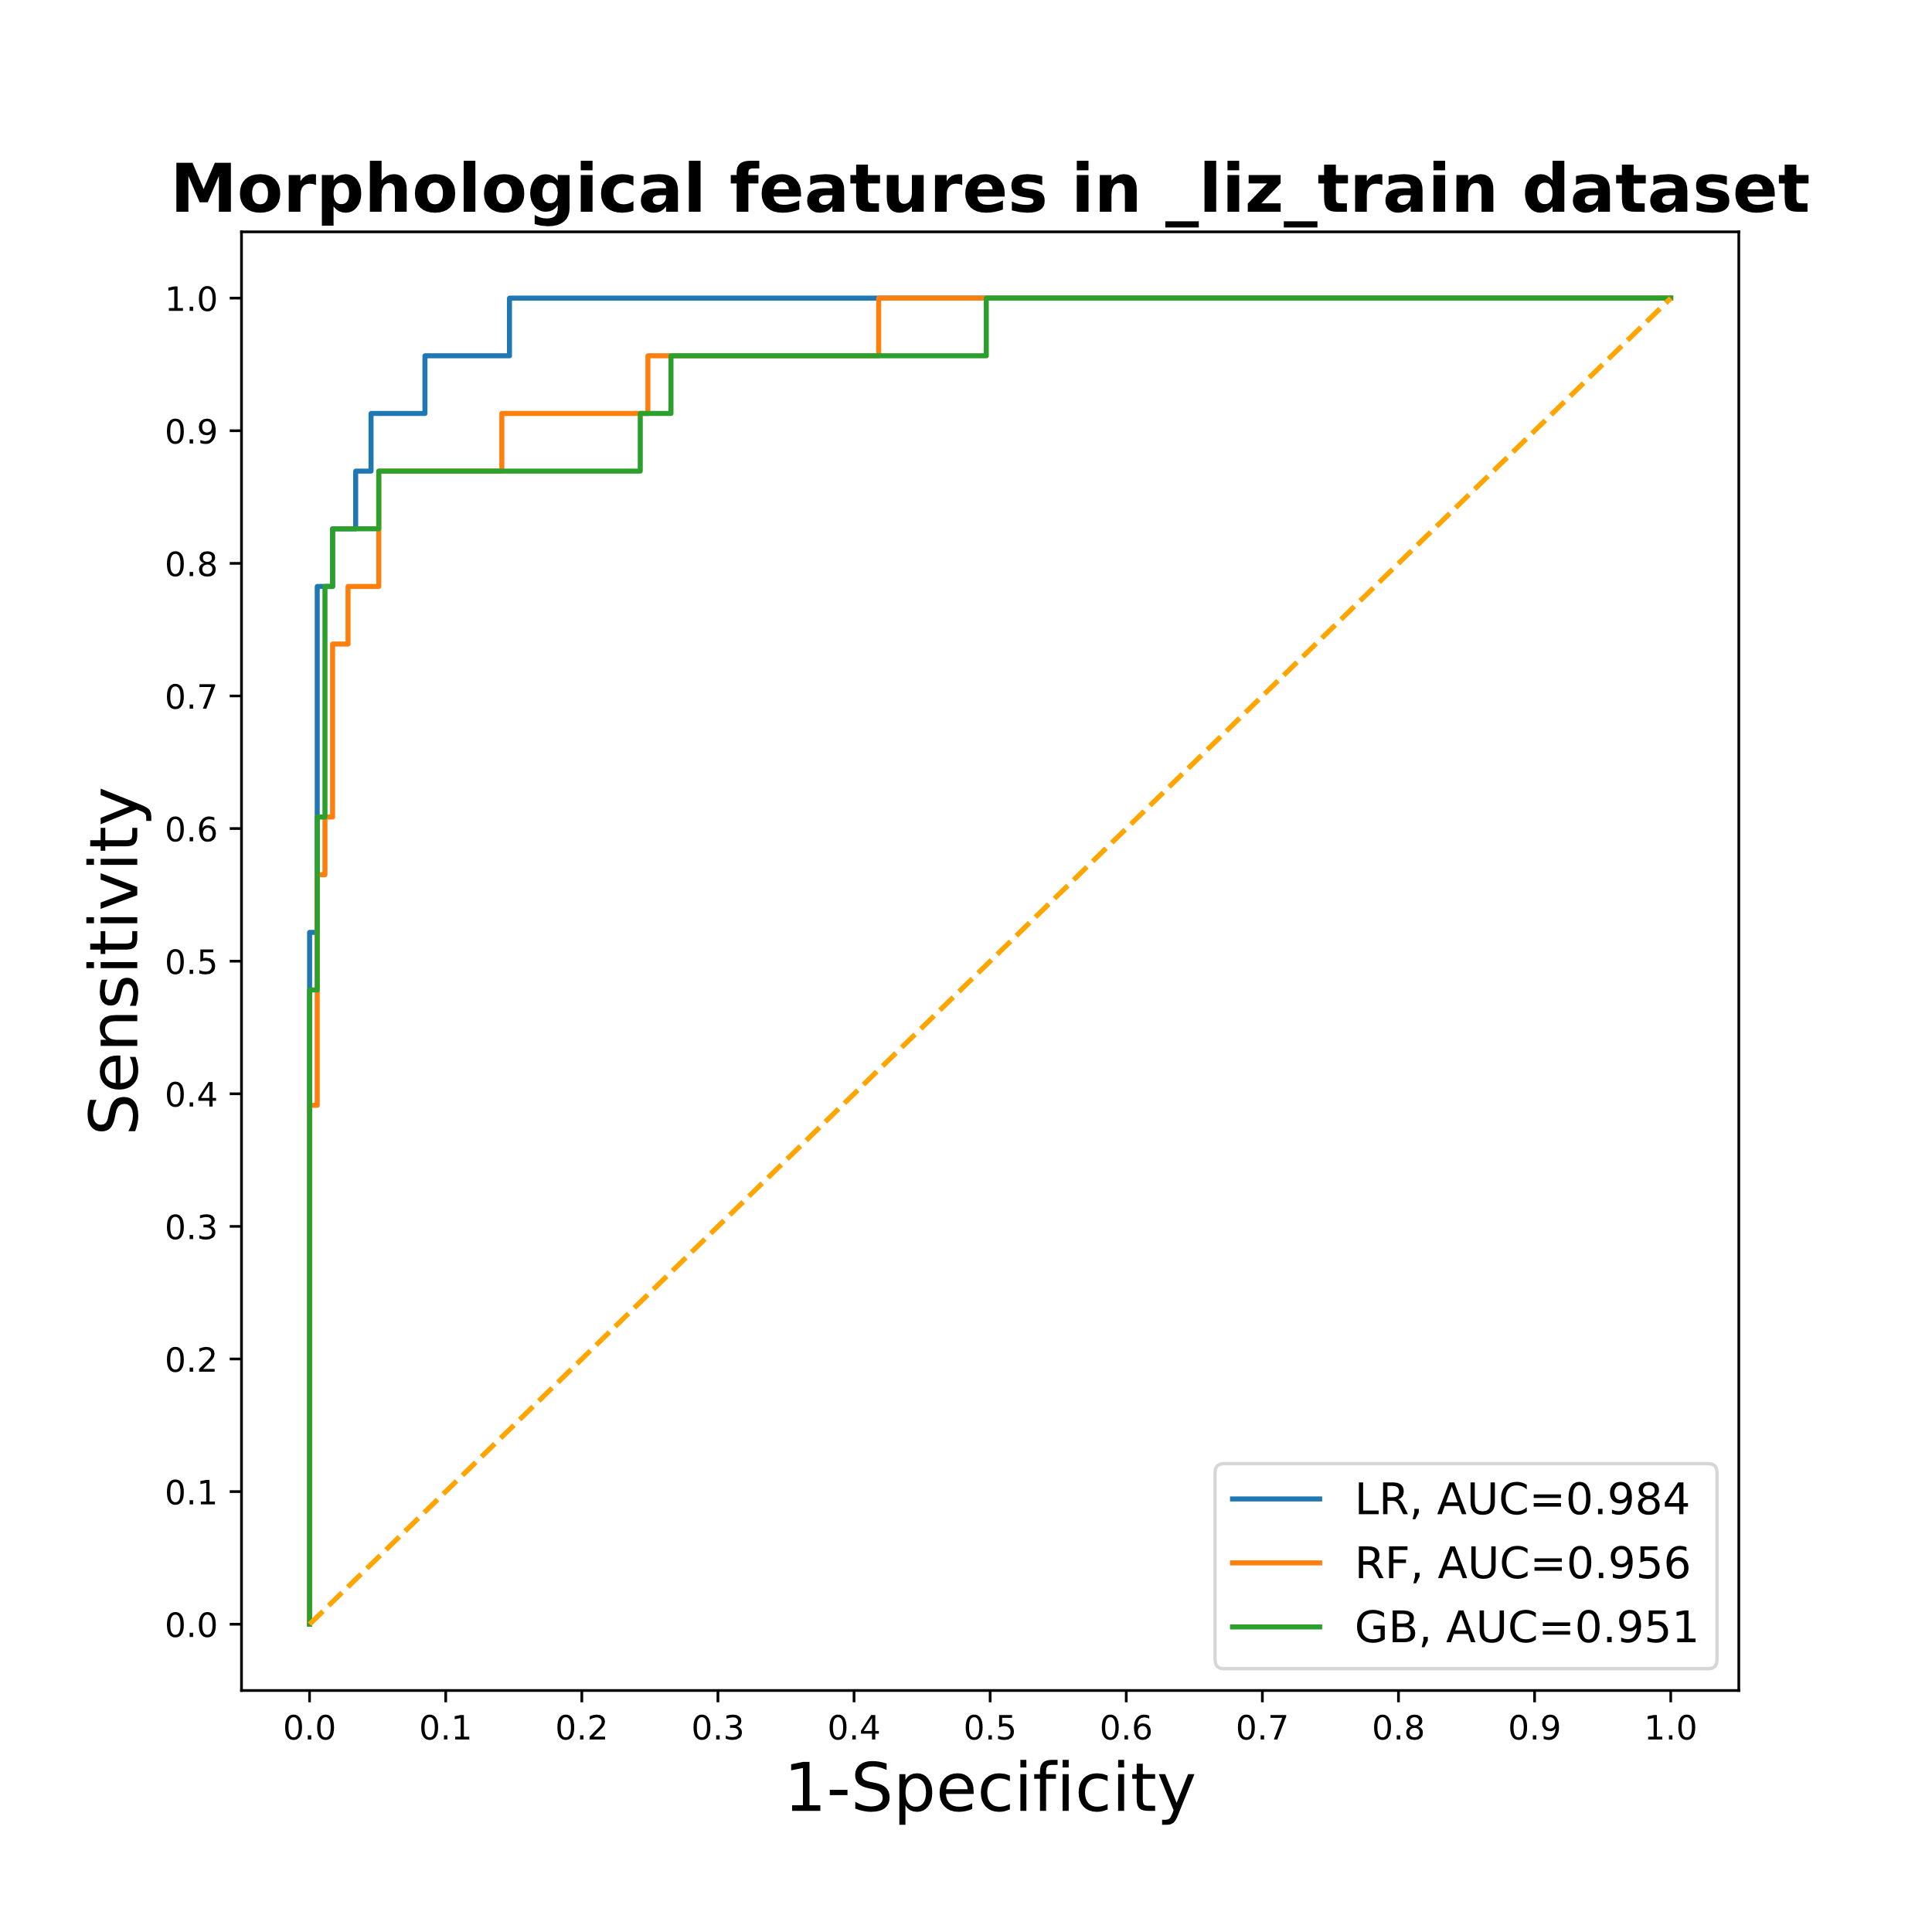 Morphological features in _liz_train dataset
1.0
0.9
0.8
0.7
0.6
0.5
0.4
0.3
0.2
0.1
0.0
Sensitivity
LR, AUC=0.984
RF, AUC=0.956
GB, AUC=0.951
0.0 0.1 0.2 0.3 0.4 0.5 0.6 0.7 0.8 0.9 1.0
1-Specificity